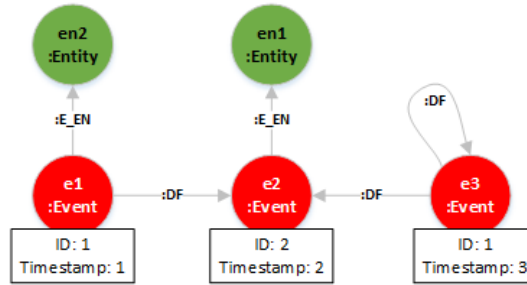 en2
:Entity
en1
:Entity
:E_EN
:E_EN
:DF
e1
:Event
:DF
e2
:Event
:DF
e3
:Event
ID: 1
Timestamp: 1
ID: 2
Timestamp: 2
ID: 1
Timestamp: 3